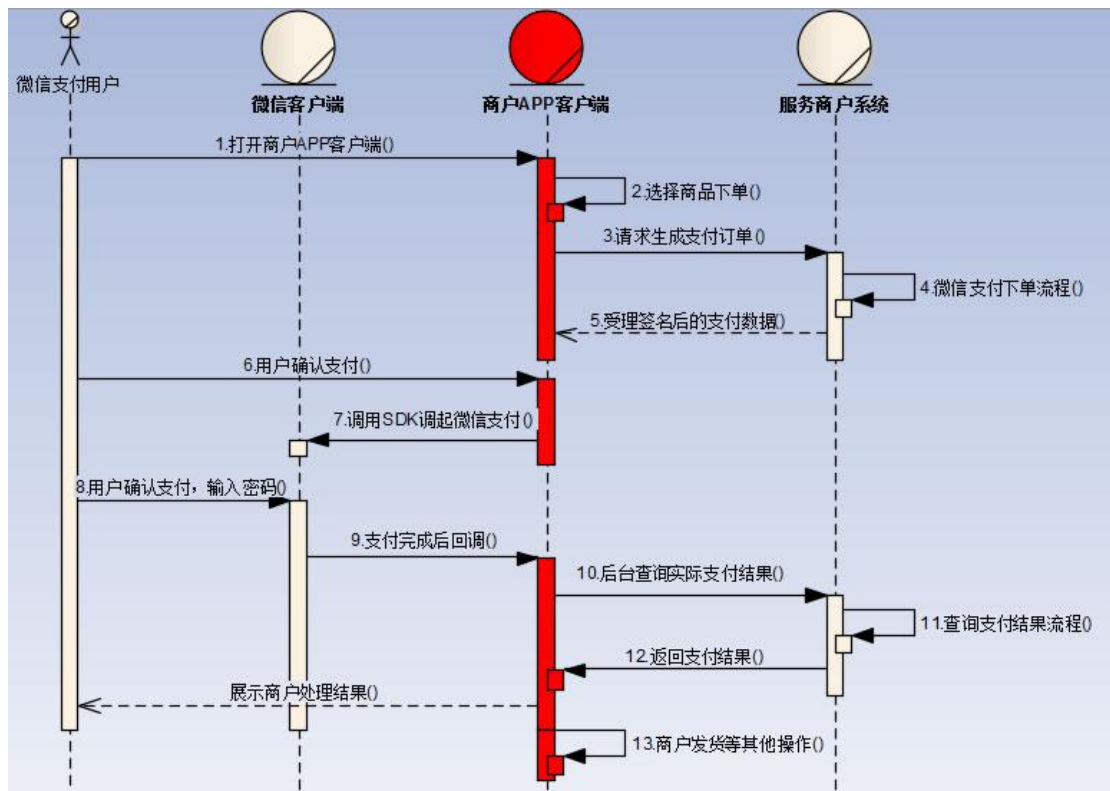 微信支付用户
微信客户端
商户APP客户端
服务商户系统
1.打开商户APP客户端()
2.选择商品下单()
3.请求生成支付订单()
4.微信支付下单流程()
5.受理签名后的支付数据()
6.用户确认支付()
7.调用SDK调起微信支付()
8.用户确认支付，输入密码()
9.支付完成后回调()
10.后台查询实际支付结果()
11.查询支付结果流程()
12.返回支付结果()
展示商户处理结果()
13.商户发货等其他操作()